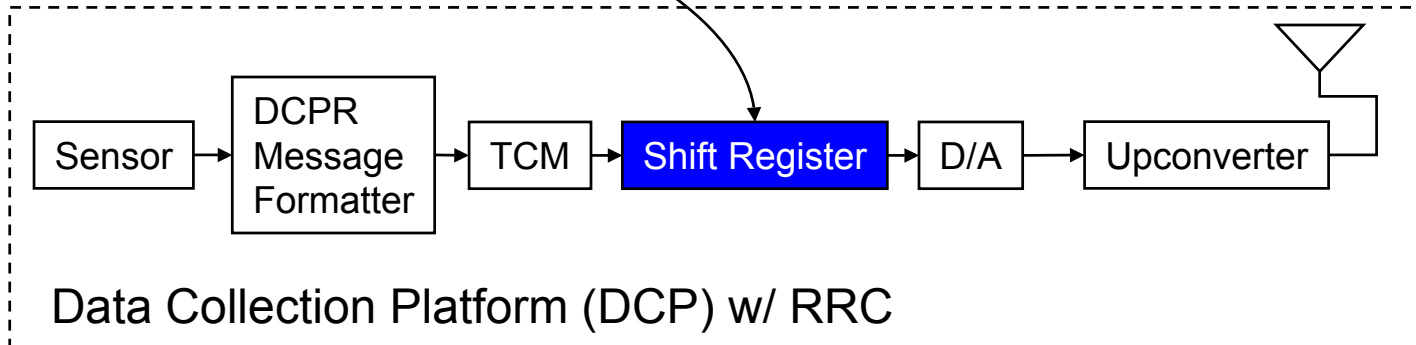 Sensor
DCPR
Message
Formatter
TCM
Shift Register
D/A
Upconverter
Data Collection Platform (DCP) w/ RRC